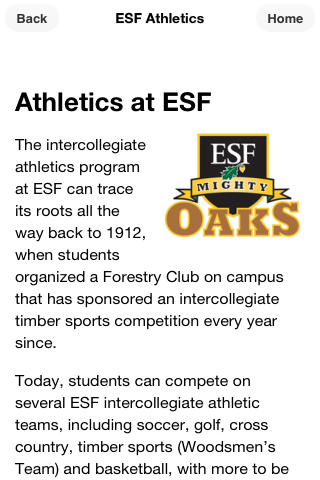 Back
ESF Athletics
Home
Athletics at ESF
The intercollegiate
athletics program
at ESF can trace
its roots all the
way back to 1912,
when students
ESF
MIGHTY
OAKS
organized a Forestry Club on campus
that has sponsored an intercollegiate
timber sports competition every year
since.
Today, students can compete on
several ESF intercollegiate athletic
teams, including soccer, golf, cross
country, timber sports (Woodsmen’s
Team) and basketball, with more to be